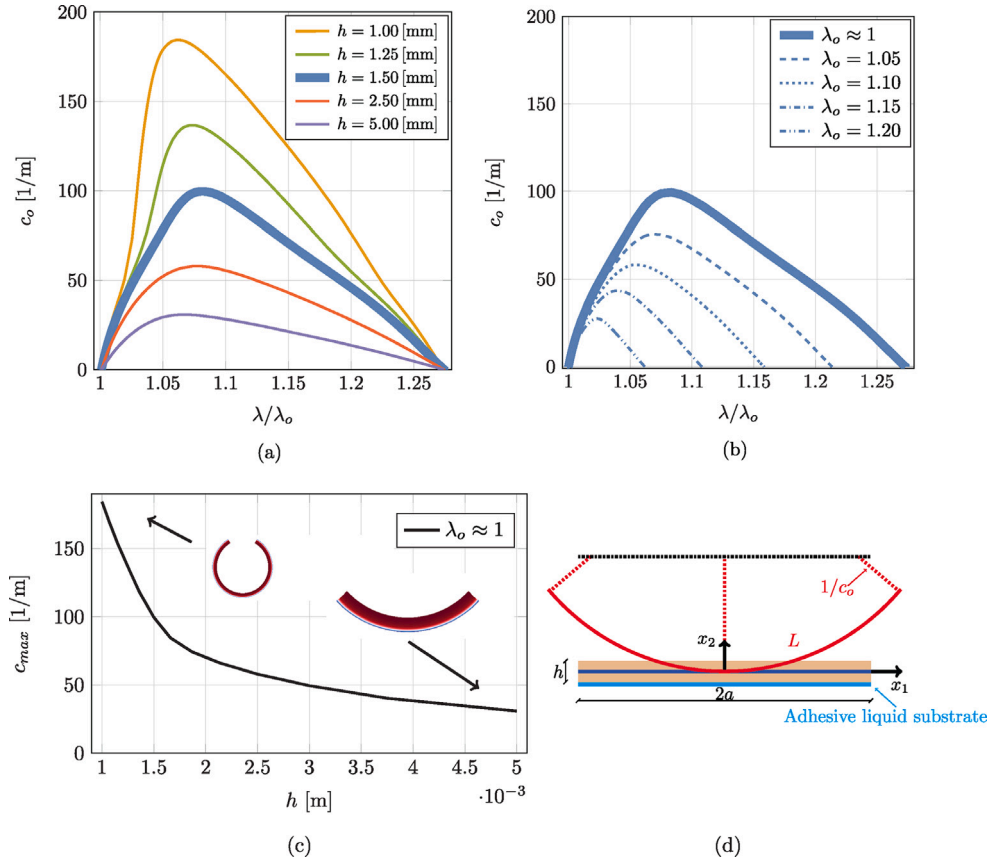 200
150
100
50
0
c_o [1/m]
h = 1.00 [mm]
h = 1.25 [mm]
h = 1.50 [mm]
h = 2.50 [mm]
h = 5.00 [mm]
1 1.05 1.1 1.15 1.2 1.25
λ/λ_o
(a)
200
150
100
50
0
c_o [1/m]
λ_o ≈ 1
λ_o = 1.05
λ_o = 1.10
λ_o = 1.15
λ_o = 1.20
1 1.05 1.1 1.15 1.2 1.25
λ/λ_o
(b)
150
100
50
0
c_max [1/m]
λ_o ≈ 1
1 1.5 2 2.5 3 3.5 4 4.5 5
h [m]
·10⁻³
(c)
1/c_o
L
x_2
h
x_1
2a
Adhesive liquid substrate
(d)